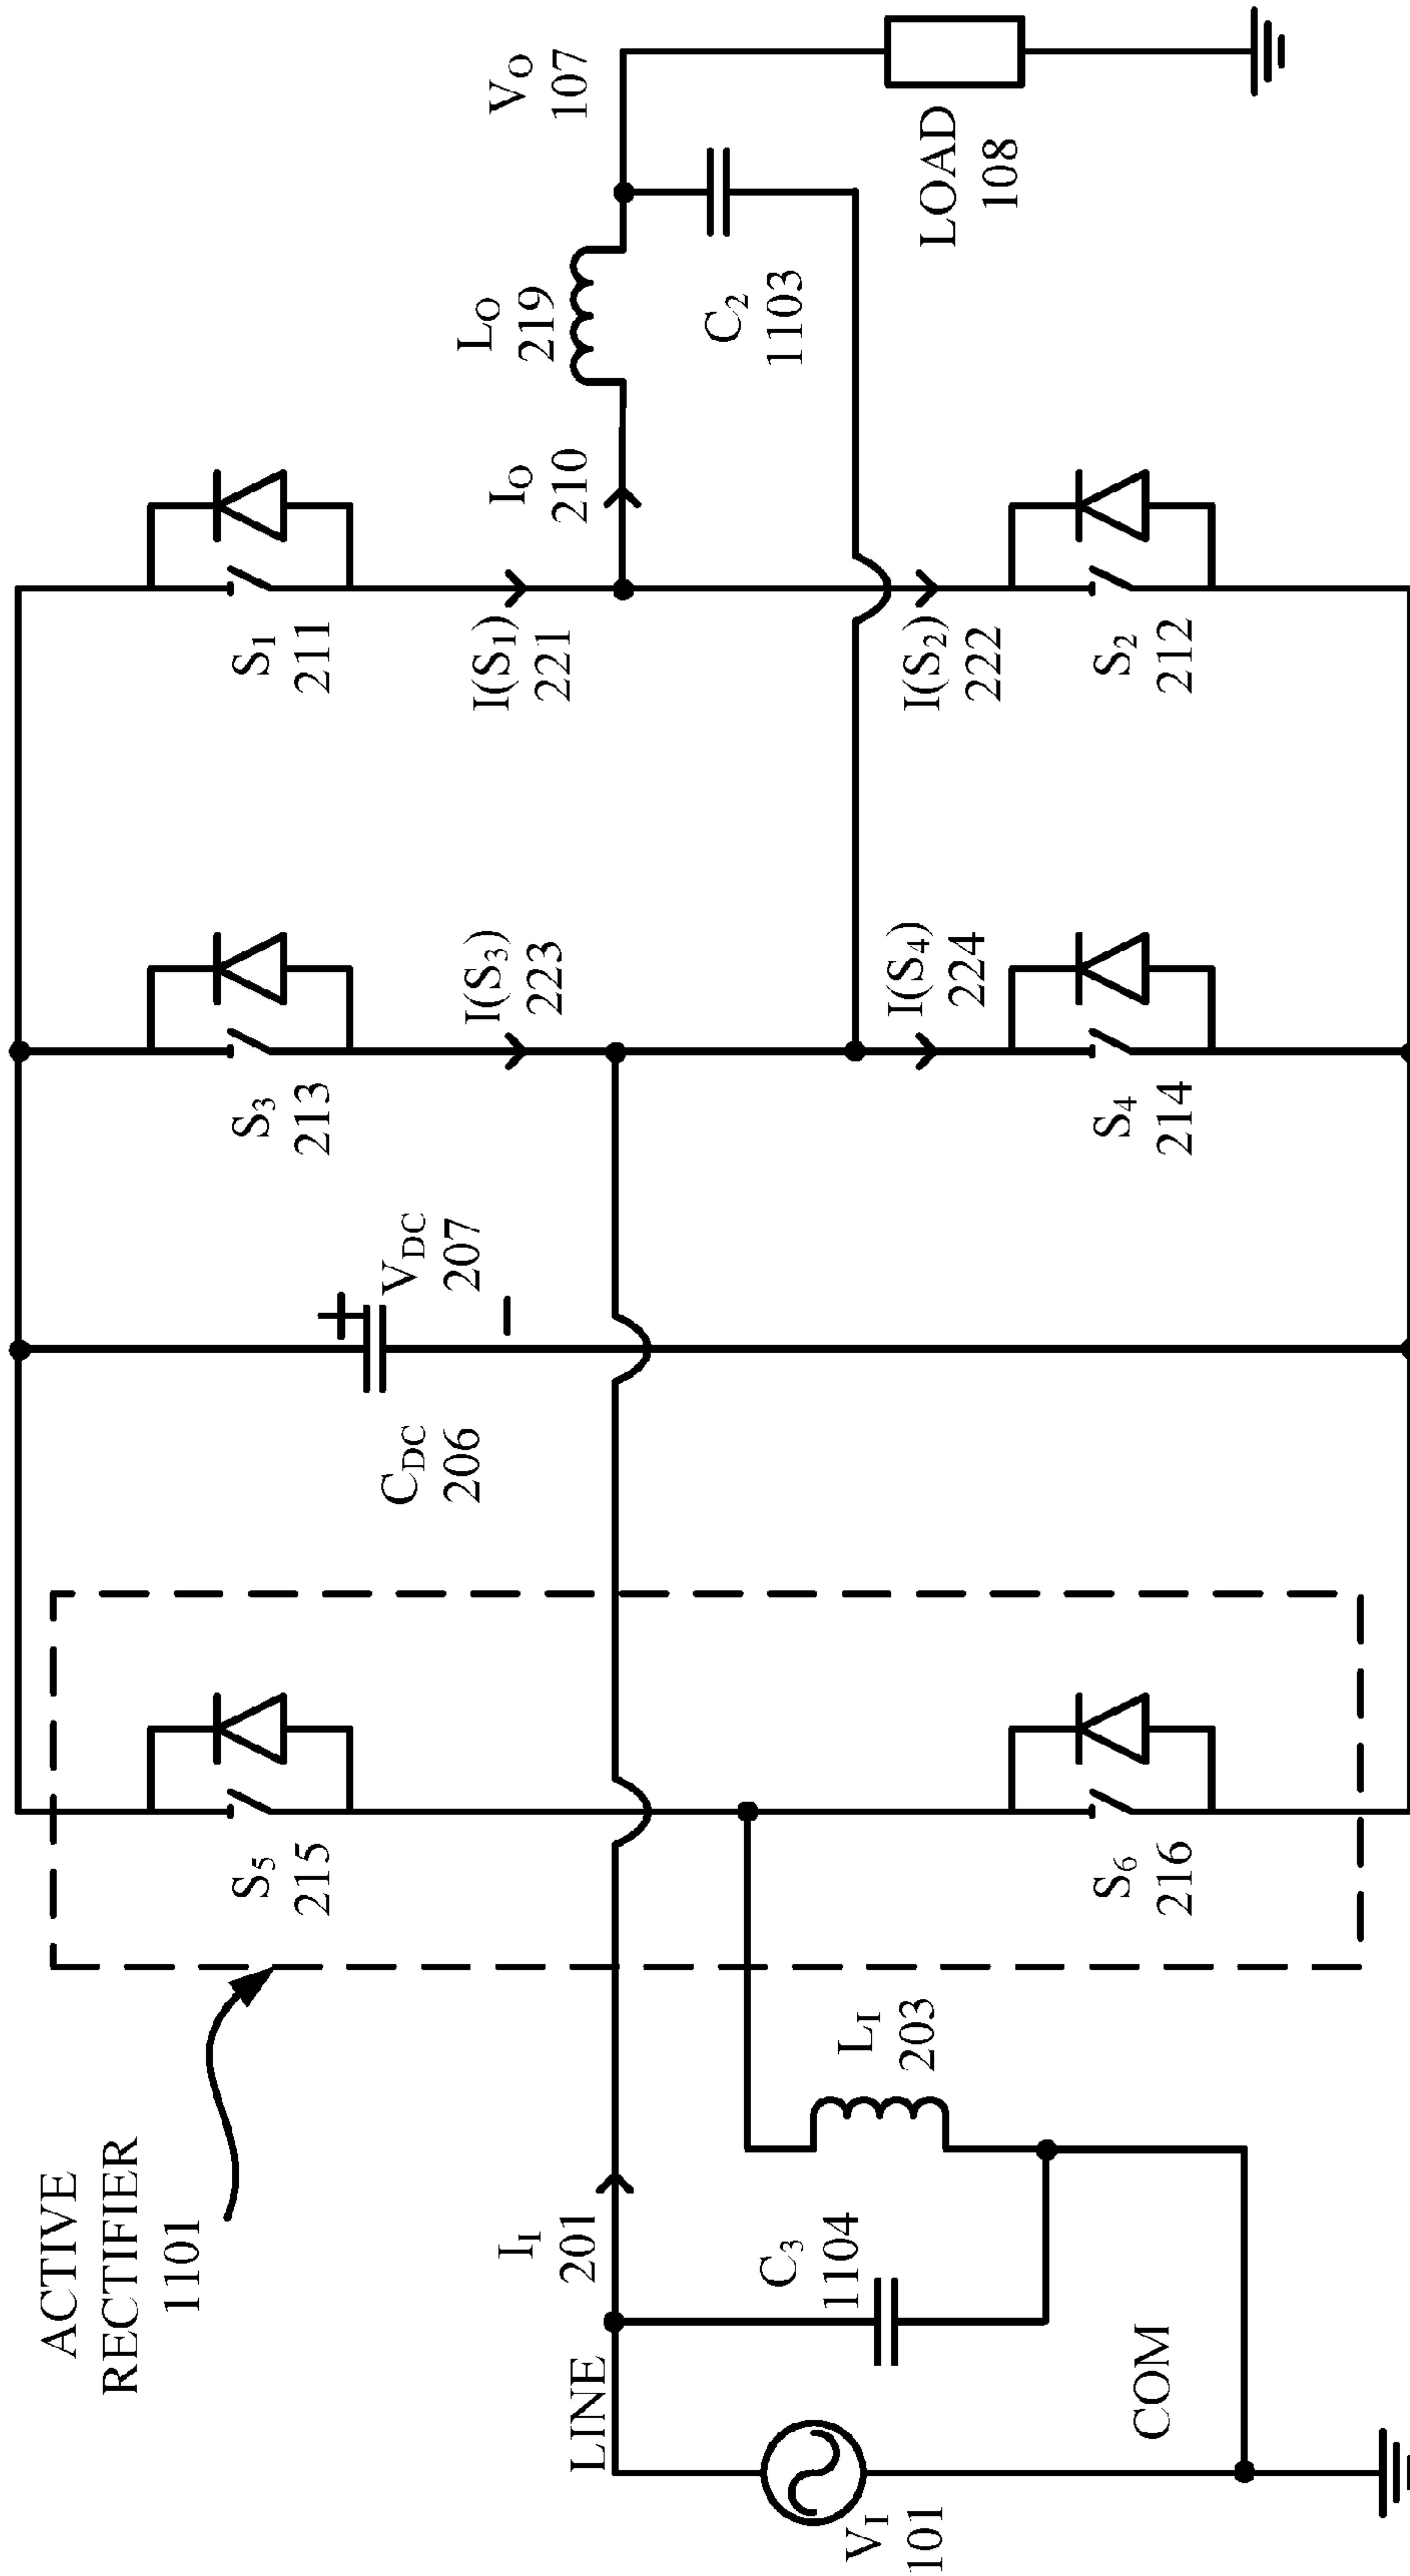 ACTIVE
RECTIFIER
1101
S5
215
S3
213
S1
211
CDC
206
VDC
207
+
−
I(S3)
223
I(S1)
221
IO
210
LO
219
VO
107
LINE
II
201
C2
1103
VI
101
C3
1104
LI
203
I(S4)
224
I(S2)
222
LOAD
108
COM
S6
216
S4
214
S2
212